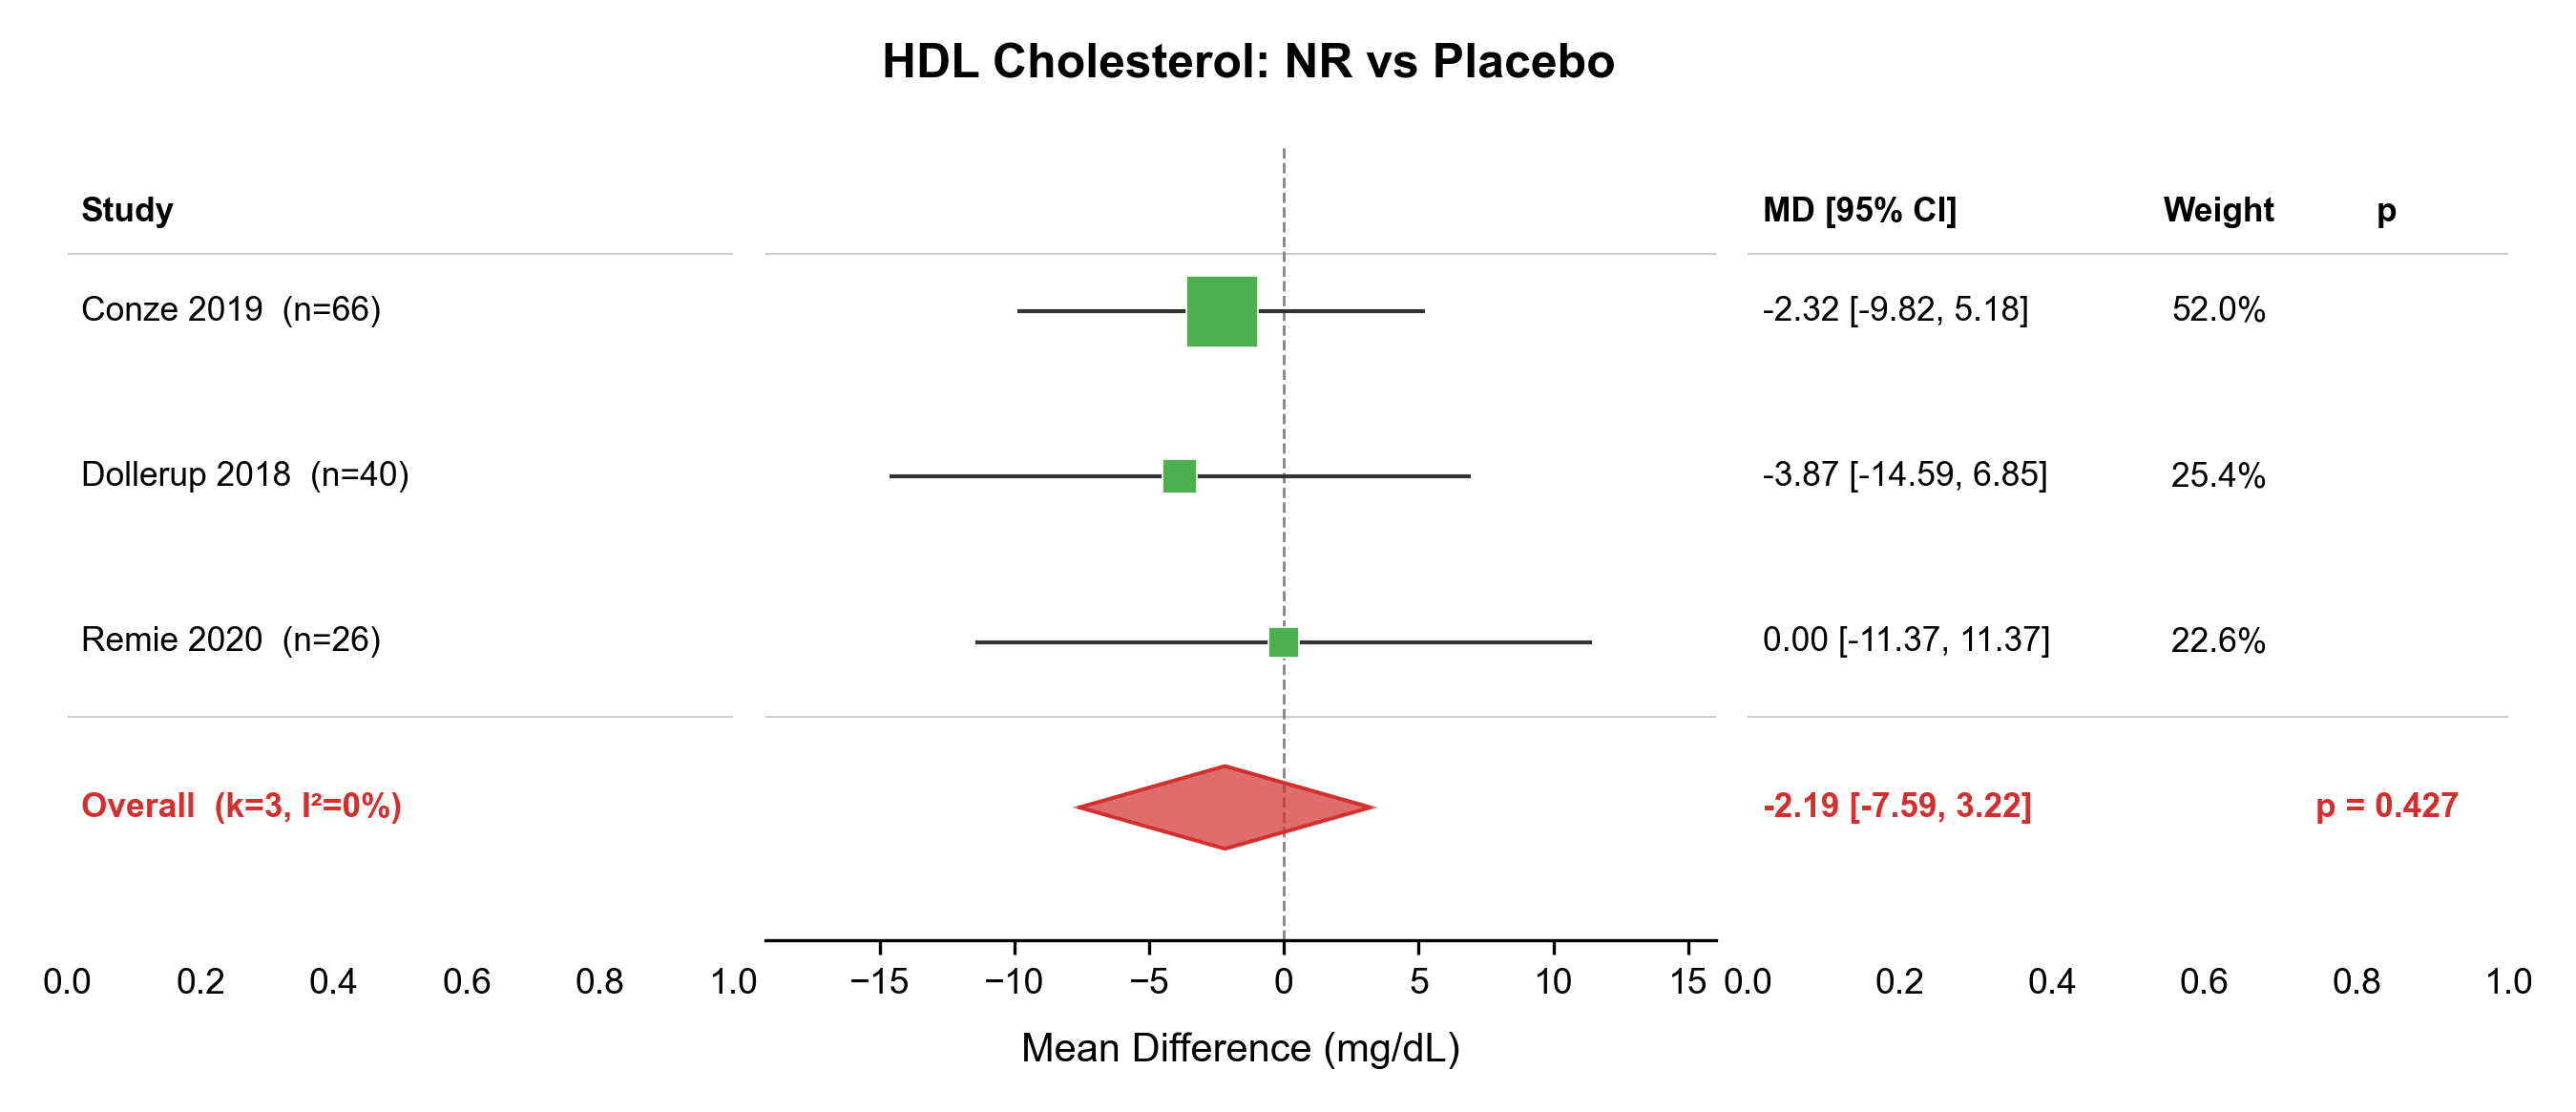 HDL Cholesterol: NR vs Placebo
Study MD [95% CI] Weight p
Conze 2019 (n=66) -2.32 [-9.82, 5.18] 52.0%
Dollerup 2018 (n=40) -3.87 [-14.59, 6.85] 25.4%
Remie 2020 (n=26) 0.00 [-11.37, 11.37] 22.6%
Overall (k=3, I²=0%) -2.19 [-7.59, 3.22] p = 0.427
0.0 0.2 0.4 0.6 0.8 1.0 −15 −10 −5 0 5 10 15 0.0 0.2 0.4 0.6 0.8 1.0
Mean Difference (mg/dL)